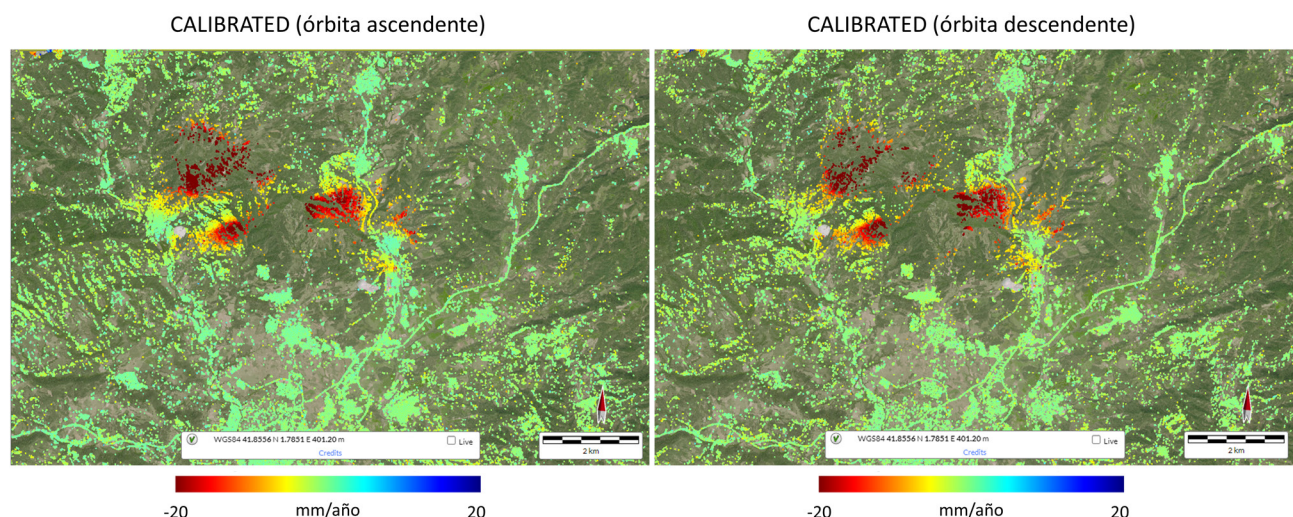 CALIBRATED (órbita ascendente)
CALIBRATED (órbita descendente)
WGS84 41.8556 N 1.7851 E 401.20 m
Live
Credits
2 km
WGS84 41.8556 N 1.7851 E 401.20 m
Live
Credits
2 km
-20 mm/año 20
-20 mm/año 20